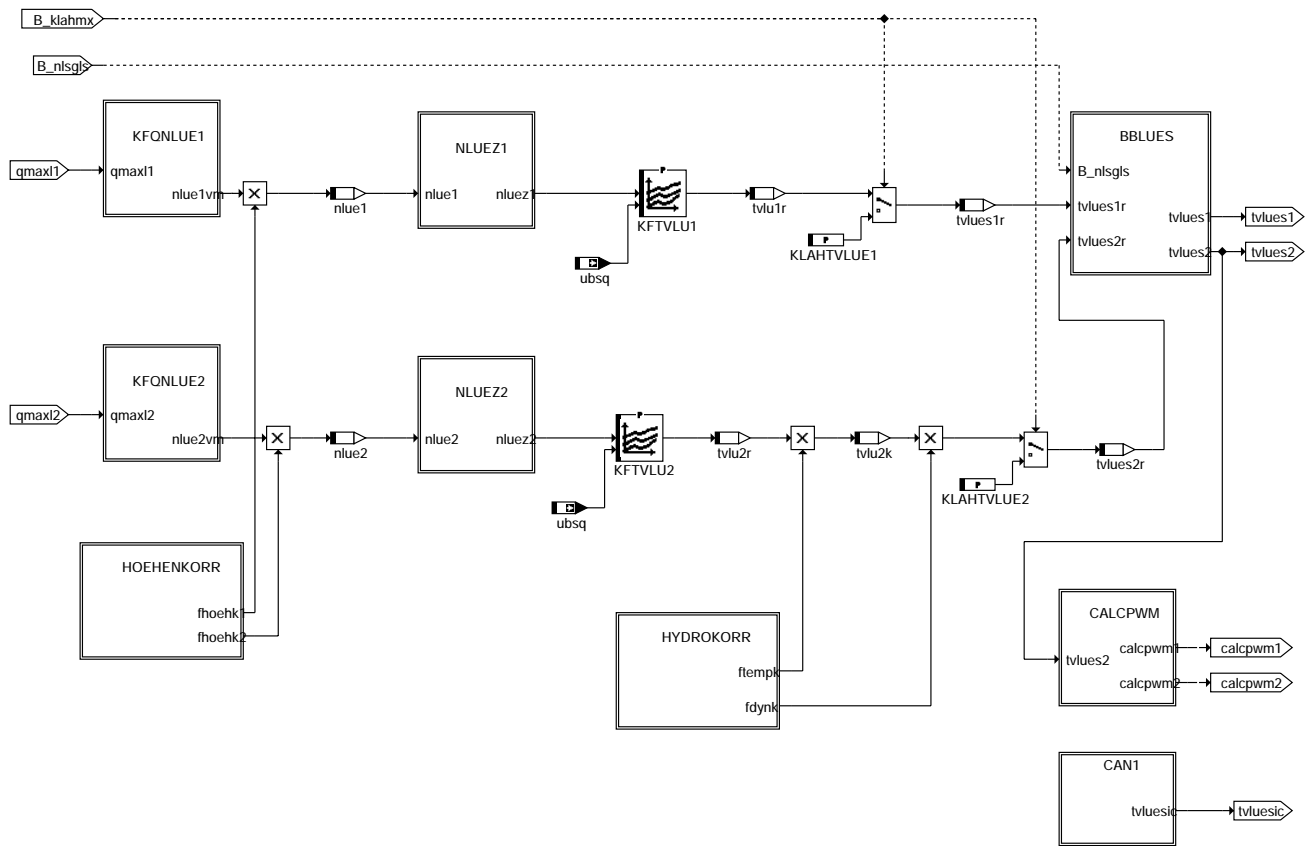 B_klahmx
B_nlsgls
KFQNLUE1
qmaxl1
qmaxl1
nlue1vm
nlue1
NLUEZ1
nlue1
nluez1
P
KFTVLU1
ubsq
tvlu1r
P
KLAHTVLUE1
tvlues1r
BBLUES
B_nlsgls
tvlues1r
tvlues2r
tvlues1
tvlues2
tvlues1
tvlues2
KFQNLUE2
qmaxl2
qmaxl2
nlue2vm
nlue2
NLUEZ2
nlue2
nluez2
P
KFTVLU2
ubsq
tvlu2r
tvlu2k
P
KLAHTVLUE2
tvlues2r
HOEHENKORR
fhoehk1
fhoehk2
HYDROKORR
ftempk
fdynk
CALCPWM
tvlues2
calcpwm1
calcpwm2
calcpwm1
calcpwm2
CAN1
tvluesic
tvluesic